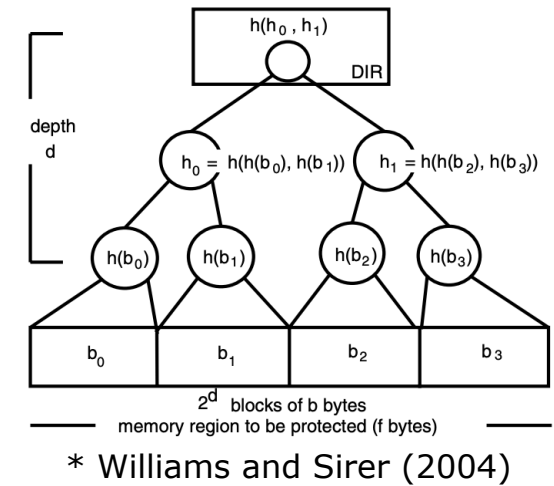 h(h₀ , h₁)
DIR
depth
d
h₀ = h(h(b₀), h(b₁))
h₁ = h(h(b₂), h(b₃))
h(b₀)
h(b₁)
h(b₂)
h(b₃)
b₀
b₁
b₂
b₃
2ᵈ blocks of b bytes
memory region to be protected (f bytes)
* Williams and Sirer (2004)